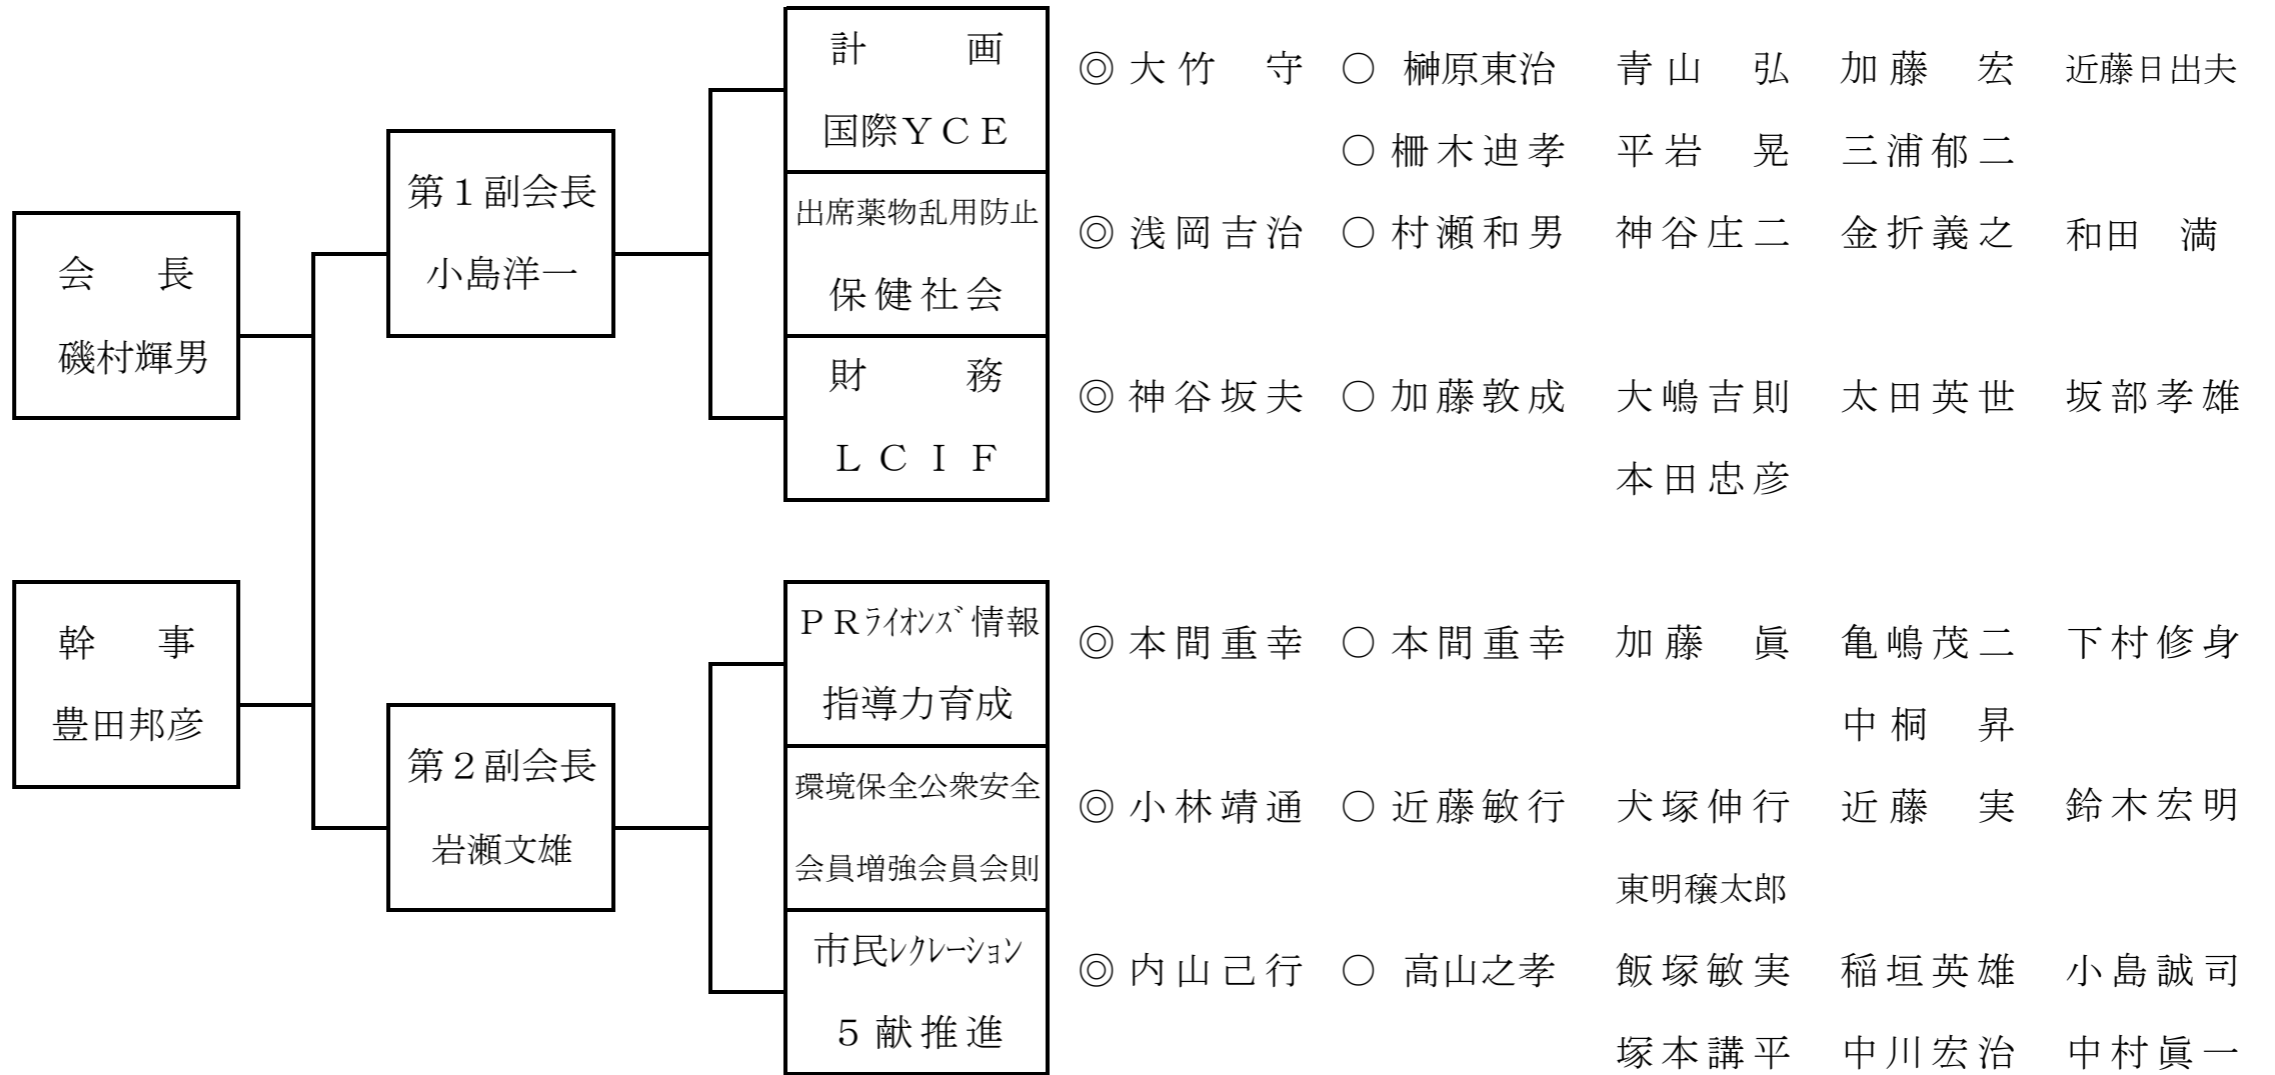 会長
磯村輝男
幹事
豊田邦彦
第１副会長
小島洋一
第２副会長
岩瀬文雄
計画
国際ＹＣＥ
◎ 大竹 守 ○ 榊原東治 青山 弘 加藤 宏 近藤日出夫
○ 柵木迪孝 平岩 晃 三浦郁二
出席薬物乱用防止
保健社会
◎ 浅岡吉治 ○ 村瀬和男 神谷庄二 金折義之 和田 満
財務
ＬＣＩＦ
◎ 神谷坂夫 ○ 加藤敦成 大嶋吉則 太田英世 坂部孝雄
本田忠彦
ＰＲﾗｲｵﾝｽﾞ情報
指導力育成
◎ 本間重幸 ○ 本間重幸 加藤 眞 亀嶋茂二 下村修身
中桐 昇
環境保全公衆安全
会員増強会員会則
◎ 小林靖通 ○ 近藤敏行 犬塚伸行 近藤 実 鈴木宏明
東明穣太郎
市民ﾚｸﾚｰｼｮﾝ
５献推進
◎ 内山己行 ○ 高山之孝 飯塚敏実 稲垣英雄 小島誠司
塚本講平 中川宏治 中村眞一